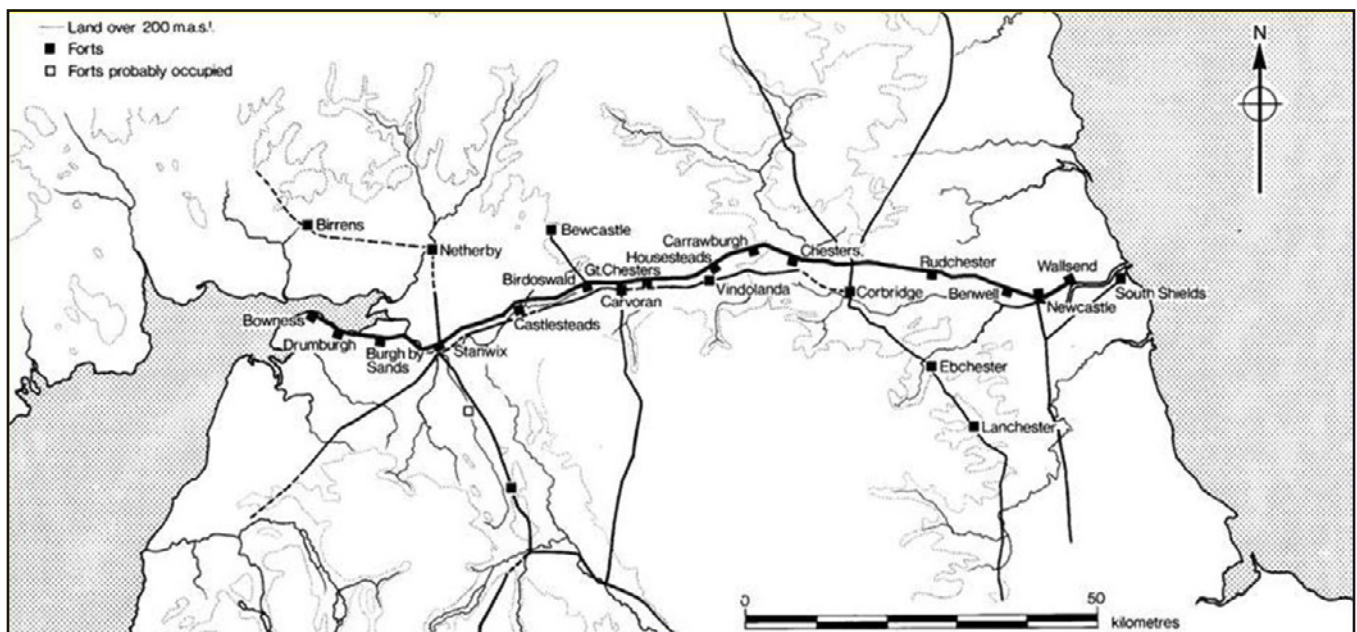 Land over 200 m.a.s.l.
Forts
Forts probably occupied
N
Birrens
Netherby
Bewcastle
Carrawburgh
Housesteads
Chesters.
Gt.Chesters
Birdoswald
Rudchester
Wallsend
Vindolanda
Corbridge
Benwell
South Shields
Carvoran
Newcastle
Castlesteads
Bowness
Drumburgh
Burgh by
Sands
Stanwix
Ebchester
Lanchester
0
50
kilometres